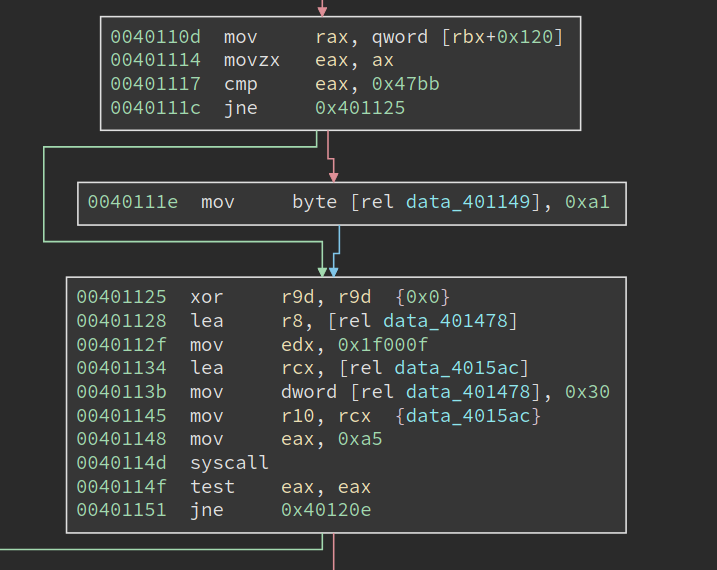 0040110d  mov     rax, qword [rbx+0x120]
00401114  movzx   eax, ax
00401117  cmp     eax, 0x47bb
0040111c  jne     0x401125
0040111e  mov     byte [rel data_401149], 0xa1
00401125  xor     r9d, r9d  {0x0}
00401128  lea     r8, [rel data_401478]
0040112f  mov     edx, 0x1f000f
00401134  lea     rcx, [rel data_4015ac]
0040113b  mov     dword [rel data_401478], 0x30
00401145  mov     r10, rcx  {data_4015ac}
00401148  mov     eax, 0xa5
0040114d  syscall
0040114f  test    eax, eax
00401151  jne     0x40120e